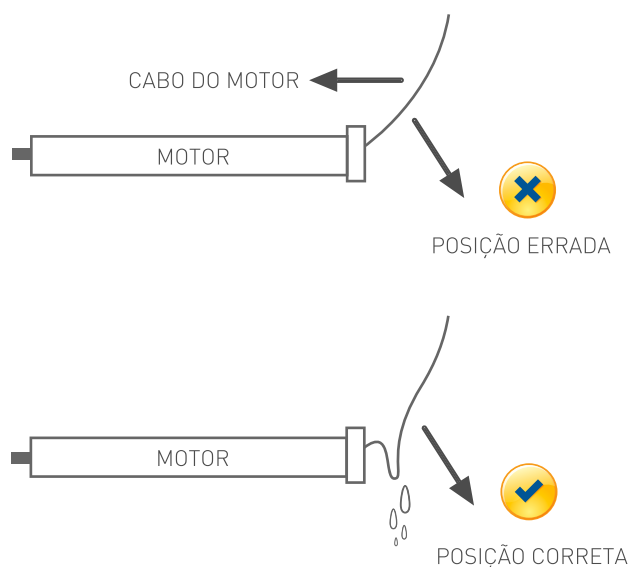 CABO DO MOTOR
MOTOR
POSIÇÃO ERRADA
MOTOR
POSIÇÃO CORRETA